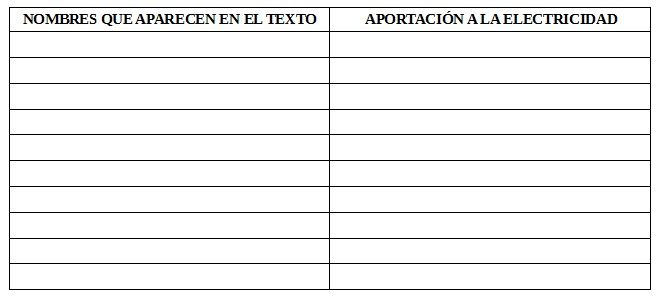 NOMBRES QUE APARECEN EN EL TEXTO
APORTACIÓN A LA ELECTRICIDAD